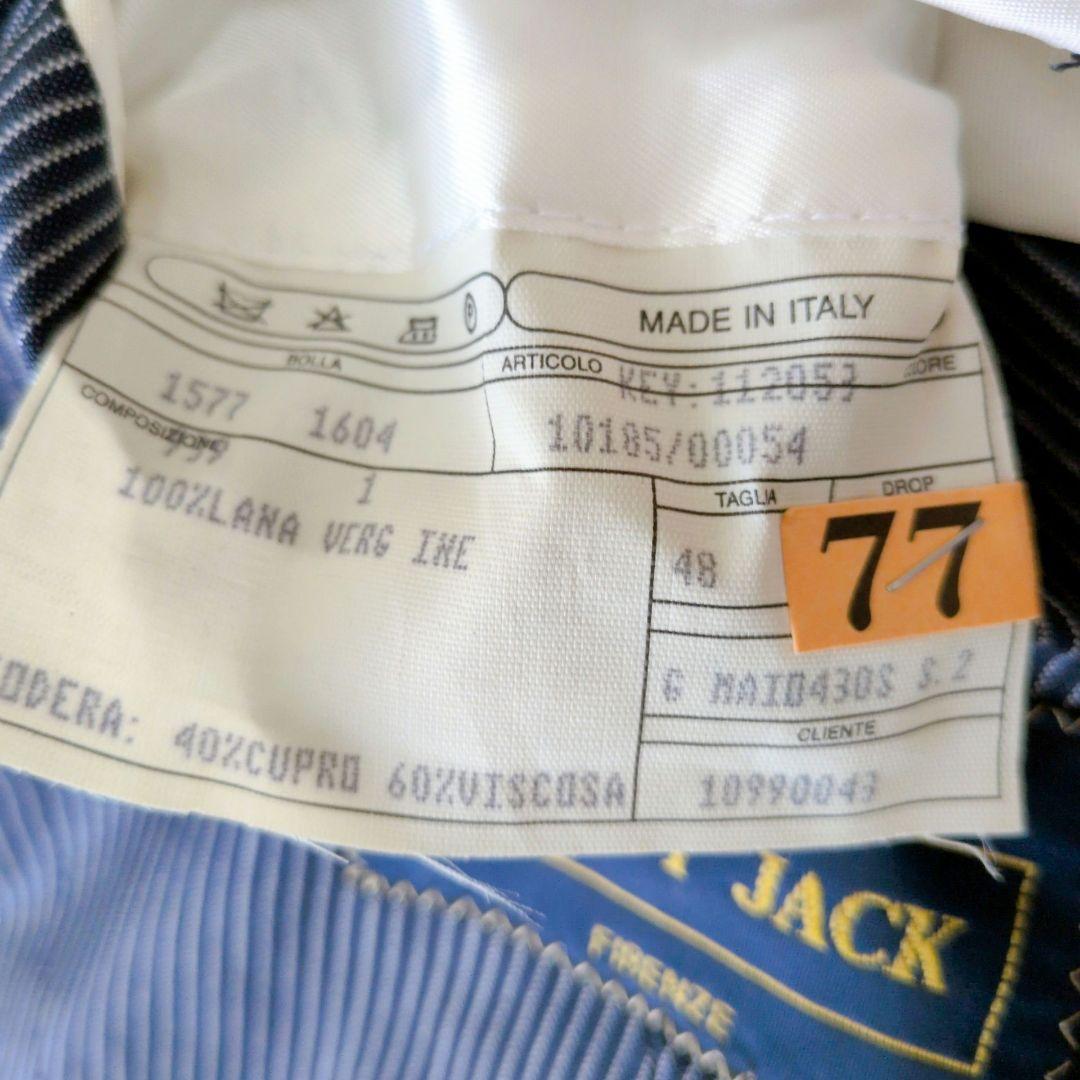 MADE IN ITALY
BOLLA ARTICOLO
KEY: 112053
1577 1604 10185/00054
COMPOSIZIONE
1
100%LANA VERG INE
TAGLIA DROP
48
77
G MAID430S S.2
CLIENTE
10990043
ODERA: 40%CUPRO 60%VISCOSA
JACK
FIRENZE